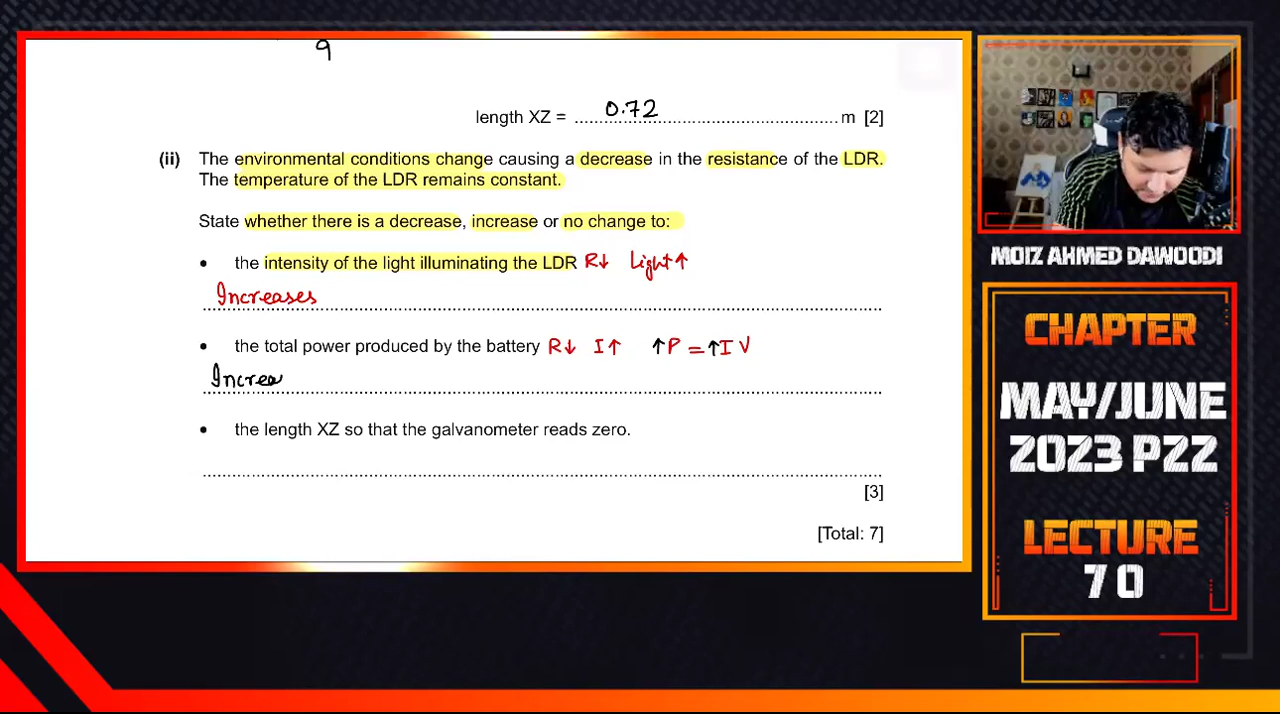 9
length XZ = 0.72 m [2]
(ii) The environmental conditions change causing a decrease in the resistance of the LDR.
The temperature of the LDR remains constant.
State whether there is a decrease, increase or no change to:
• the intensity of the light illuminating the LDR R↓ Light↑
Increases
• the total power produced by the battery R↓ I↑ ↑P = ↑I V
Increa
• the length XZ so that the galvanometer reads zero.
[3]
[Total: 7]
MOIZ AHMED DAWOODI
CHAPTER
MAY/JUNE
2023 P22
LECTURE
70